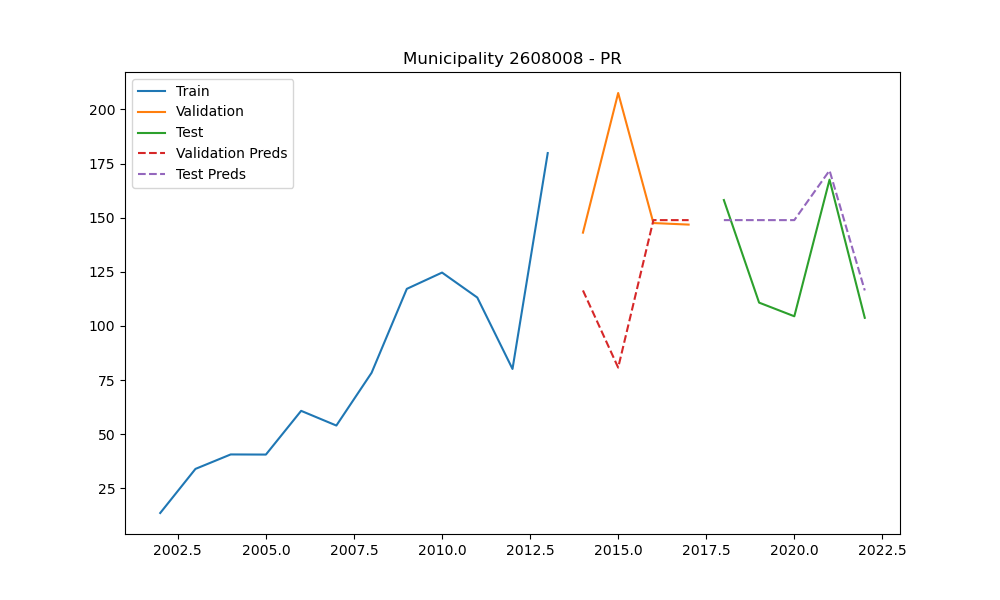 Municipality 2608008 - PR
Train
Validation
Test
Validation Preds
Test Preds
200
175
150
125
100
75
50
25
2002.5 2005.0 2007.5 2010.0 2012.5 2015.0 2017.5 2020.0 2022.5